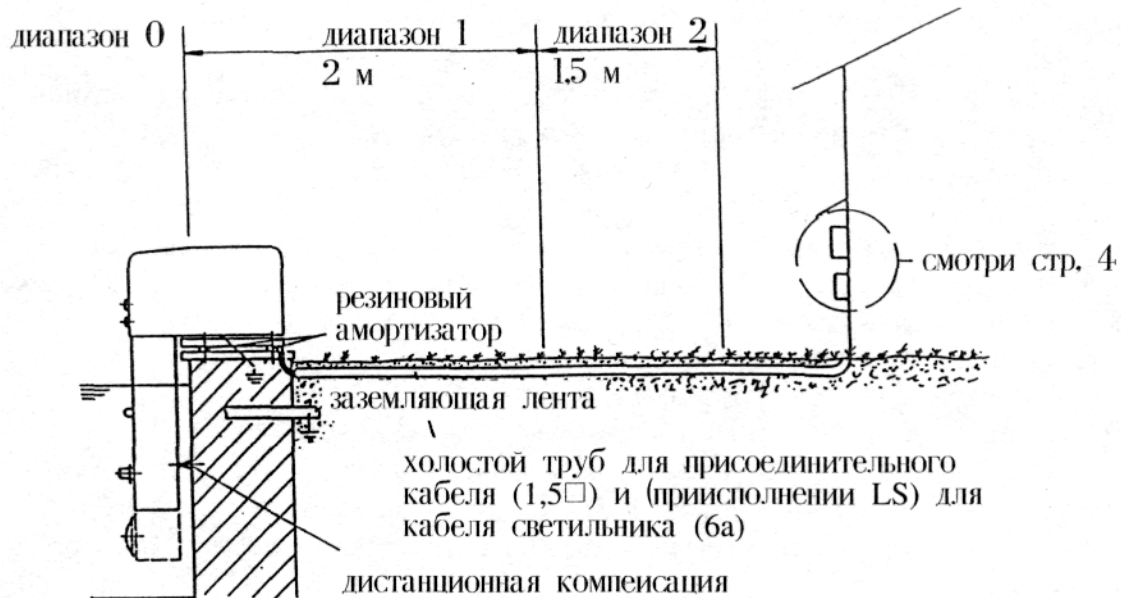 диапазон 0
диапазон 1
диапазон 2
2 м
1,5 м
смотри стр. 4
резиновый
амортизатор
заземляющая лента
холостой труб для присоединительного
кабеля (1,5□) и (приисполнении LS) для
кабеля светильника (6а)
дистанционная компеисация